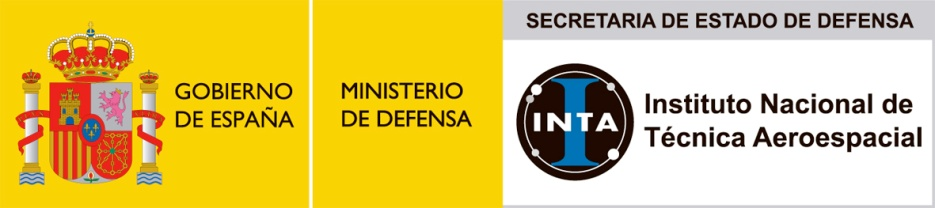 GOBIERNO
DE ESPAÑA
MINISTERIO
DE DEFENSA
SECRETARIA DE ESTADO DE DEFENSA
INTA
Instituto Nacional de
Técnica Aeroespacial